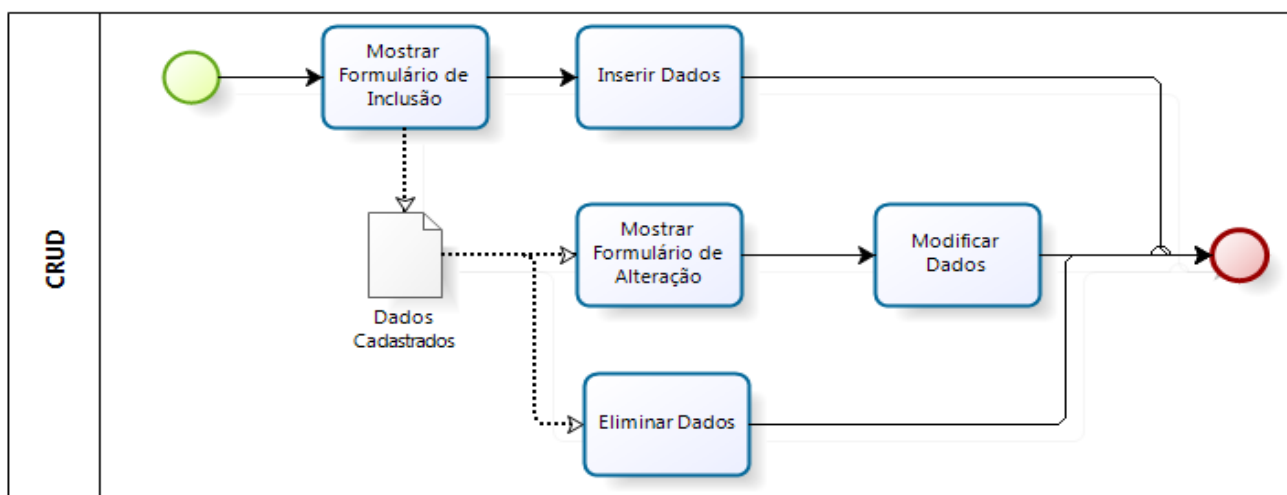 CRUD
Mostrar
Formulário de
Inclusão
Inserir Dados
Dados
Cadastrados
Mostrar
Formulário de
Alteração
Modificar
Dados
Eliminar Dados